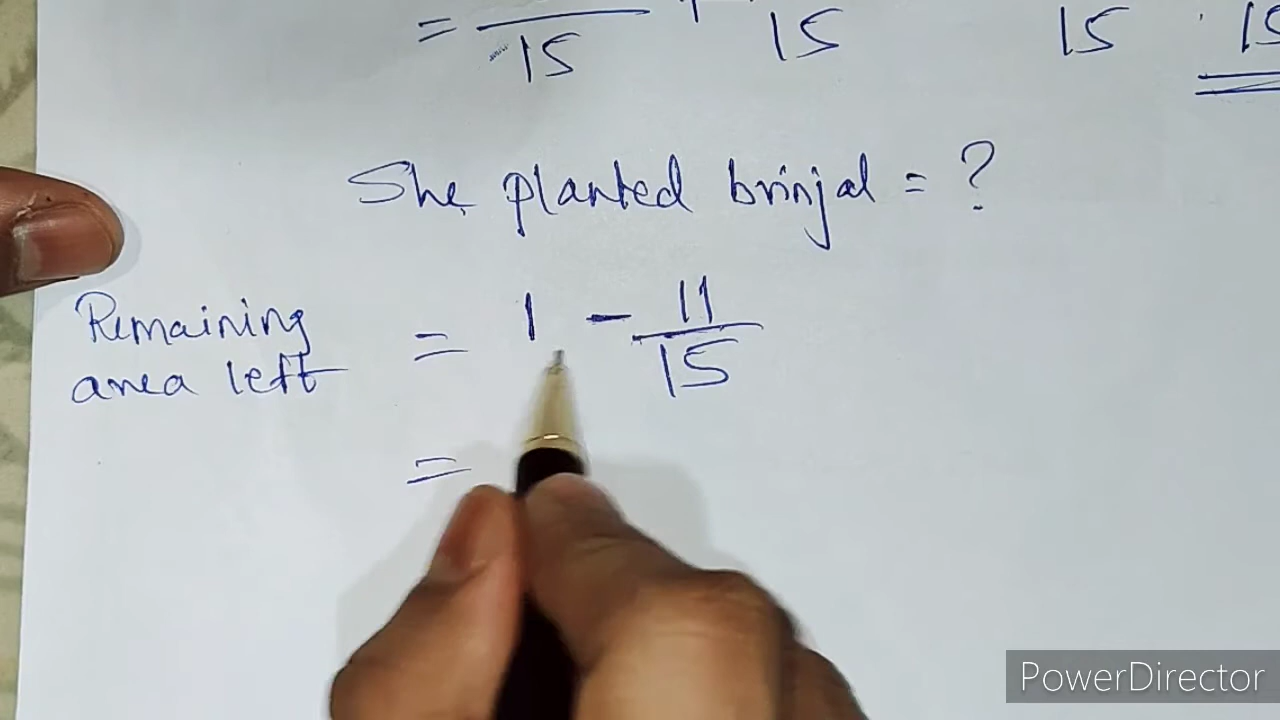 = /15 + 15 15 15
She planted brinjal = ?
Remaining area left = 1 - 11/15
=
PowerDirector